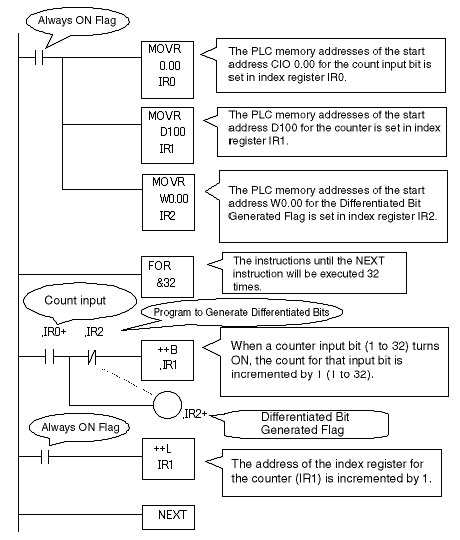 Always ON Flag
MOVR
0.00
IR0
The PLC memory addresses of the start
address CIO 0.00 for the count input bit is
set in index register IR0.
MOVR
D100
IR1
The PLC memory addresses of the start
address D100 for the counter is set in index
register IR1.
MOVR
W0.00
IR2
The PLC memory addresses of the start
address W0.00 for the Differentiated Bit
Generated Flag is set in index register IR2.
FOR
&32
The instructions until the NEXT
instruction will be executed 32
times.
Count input
Program to Generate Differentiated Bits
,IR0+
,IR2
++B
,IR1
When a counter input bit (1 to 32) turns
ON, the count for that input bit is
incremented by 1 (1 to 32).
,IR2+
Differentiated Bit
Generated Flag
Always ON Flag
++L
IR1
The address of the index register for
the counter (IR1) is incremented by 1.
NEXT